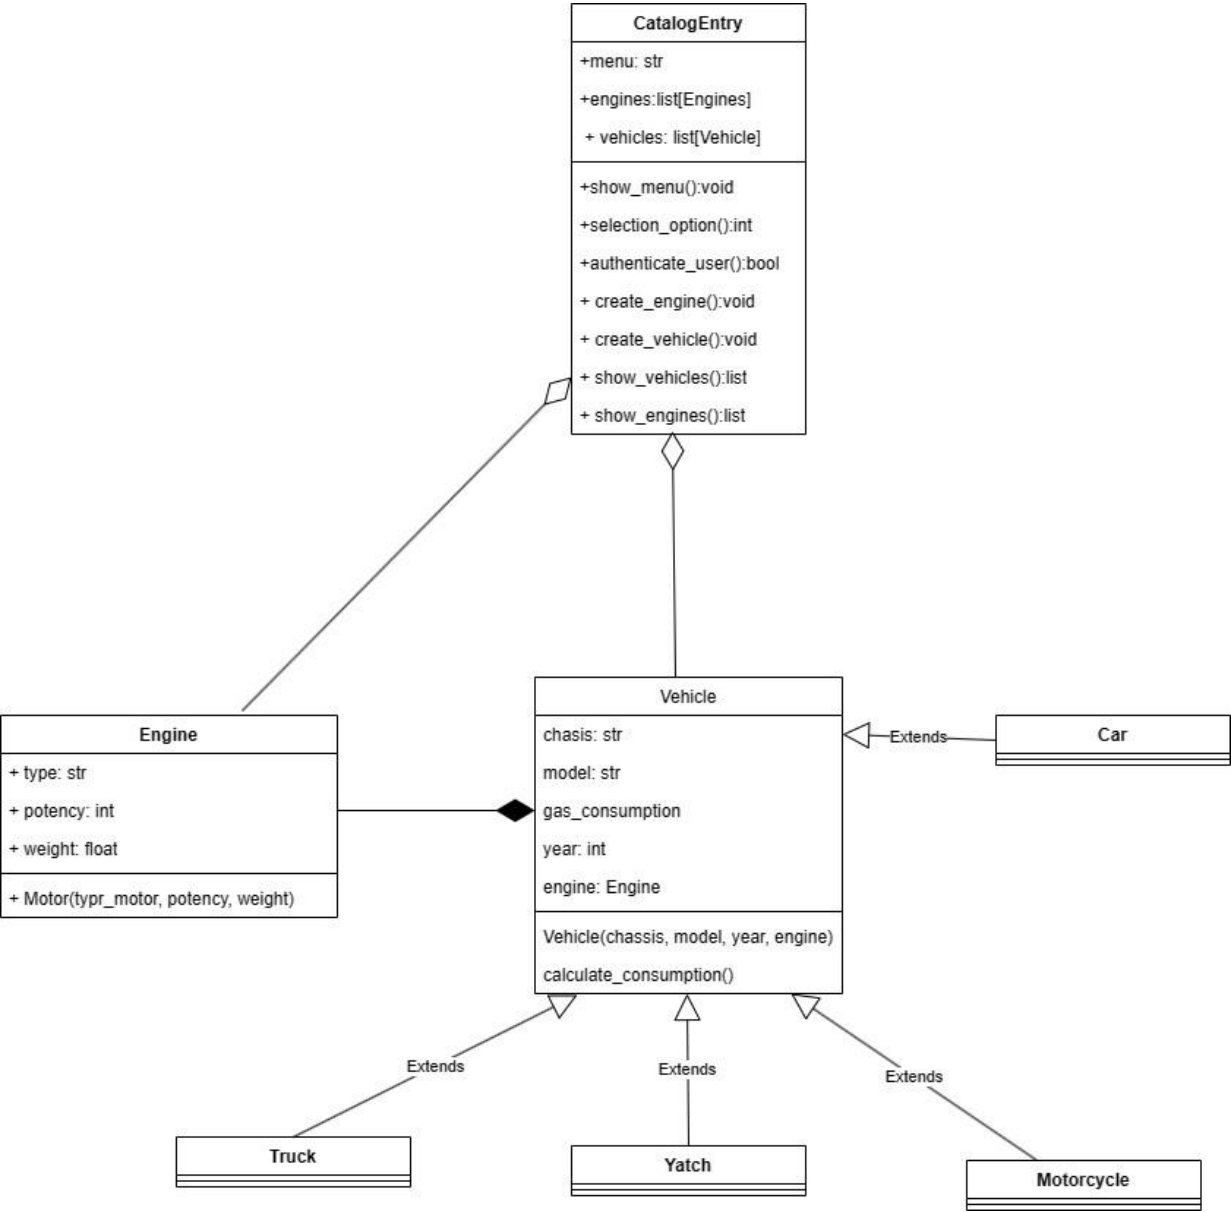 CatalogEntry
+menu: str
+engines:list[Engines]
+ vehicles: list[Vehicle]
+show_menu():void
+selection_option():int
+authenticate_user():bool
+ create_engine():void
+ create_vehicle():void
+ show_vehicles():list
+ show_engines():list
Engine
+ type: str
+ potency: int
+ weight: float
+ Motor(typr_motor, potency, weight)
Vehicle
chasis: str
model: str
gas_consumption
year: int
engine: Engine
Vehicle(chassis, model, year, engine)
calculate_consumption()
Extends
Car
Extends
Extends
Extends
Truck
Yatch
Motorcycle